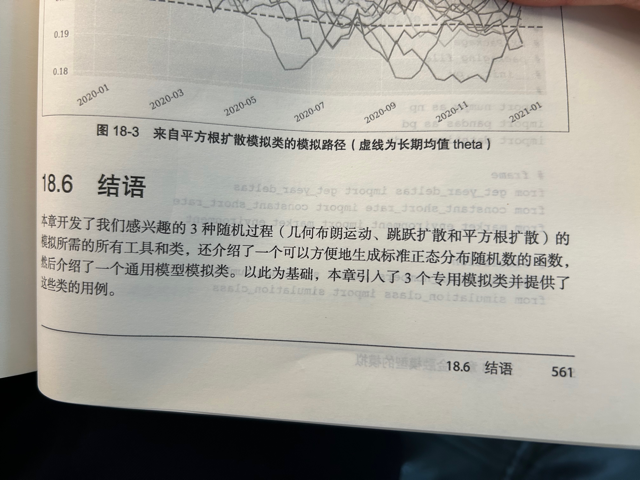 0.19
0.18
2020-01
2020-03
2020-05
2020-07
2020-09
2020-11
2021-01
图 18-3 来自平方根扩散模拟类的模拟路径（虚线为长期均值 theta）
18.6 结语
本章开发了我们感兴趣的 3 种随机过程（几何布朗运动、跳跃扩散和平方根扩散）的
模拟所需的所有工具和类，还介绍了一个可以方便地生成标准正态分布随机数的函数，
然后介绍了一个通用模型模拟类。以此为基础，本章引入了 3 个专用模拟类并提供了
这些类的用例。
18.6 结语 561